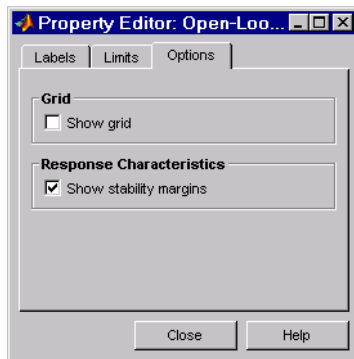 Property Editor: Open-Loo...
Labels Limits Options
Grid
Show grid
Response Characteristics
Show stability margins
Close Help